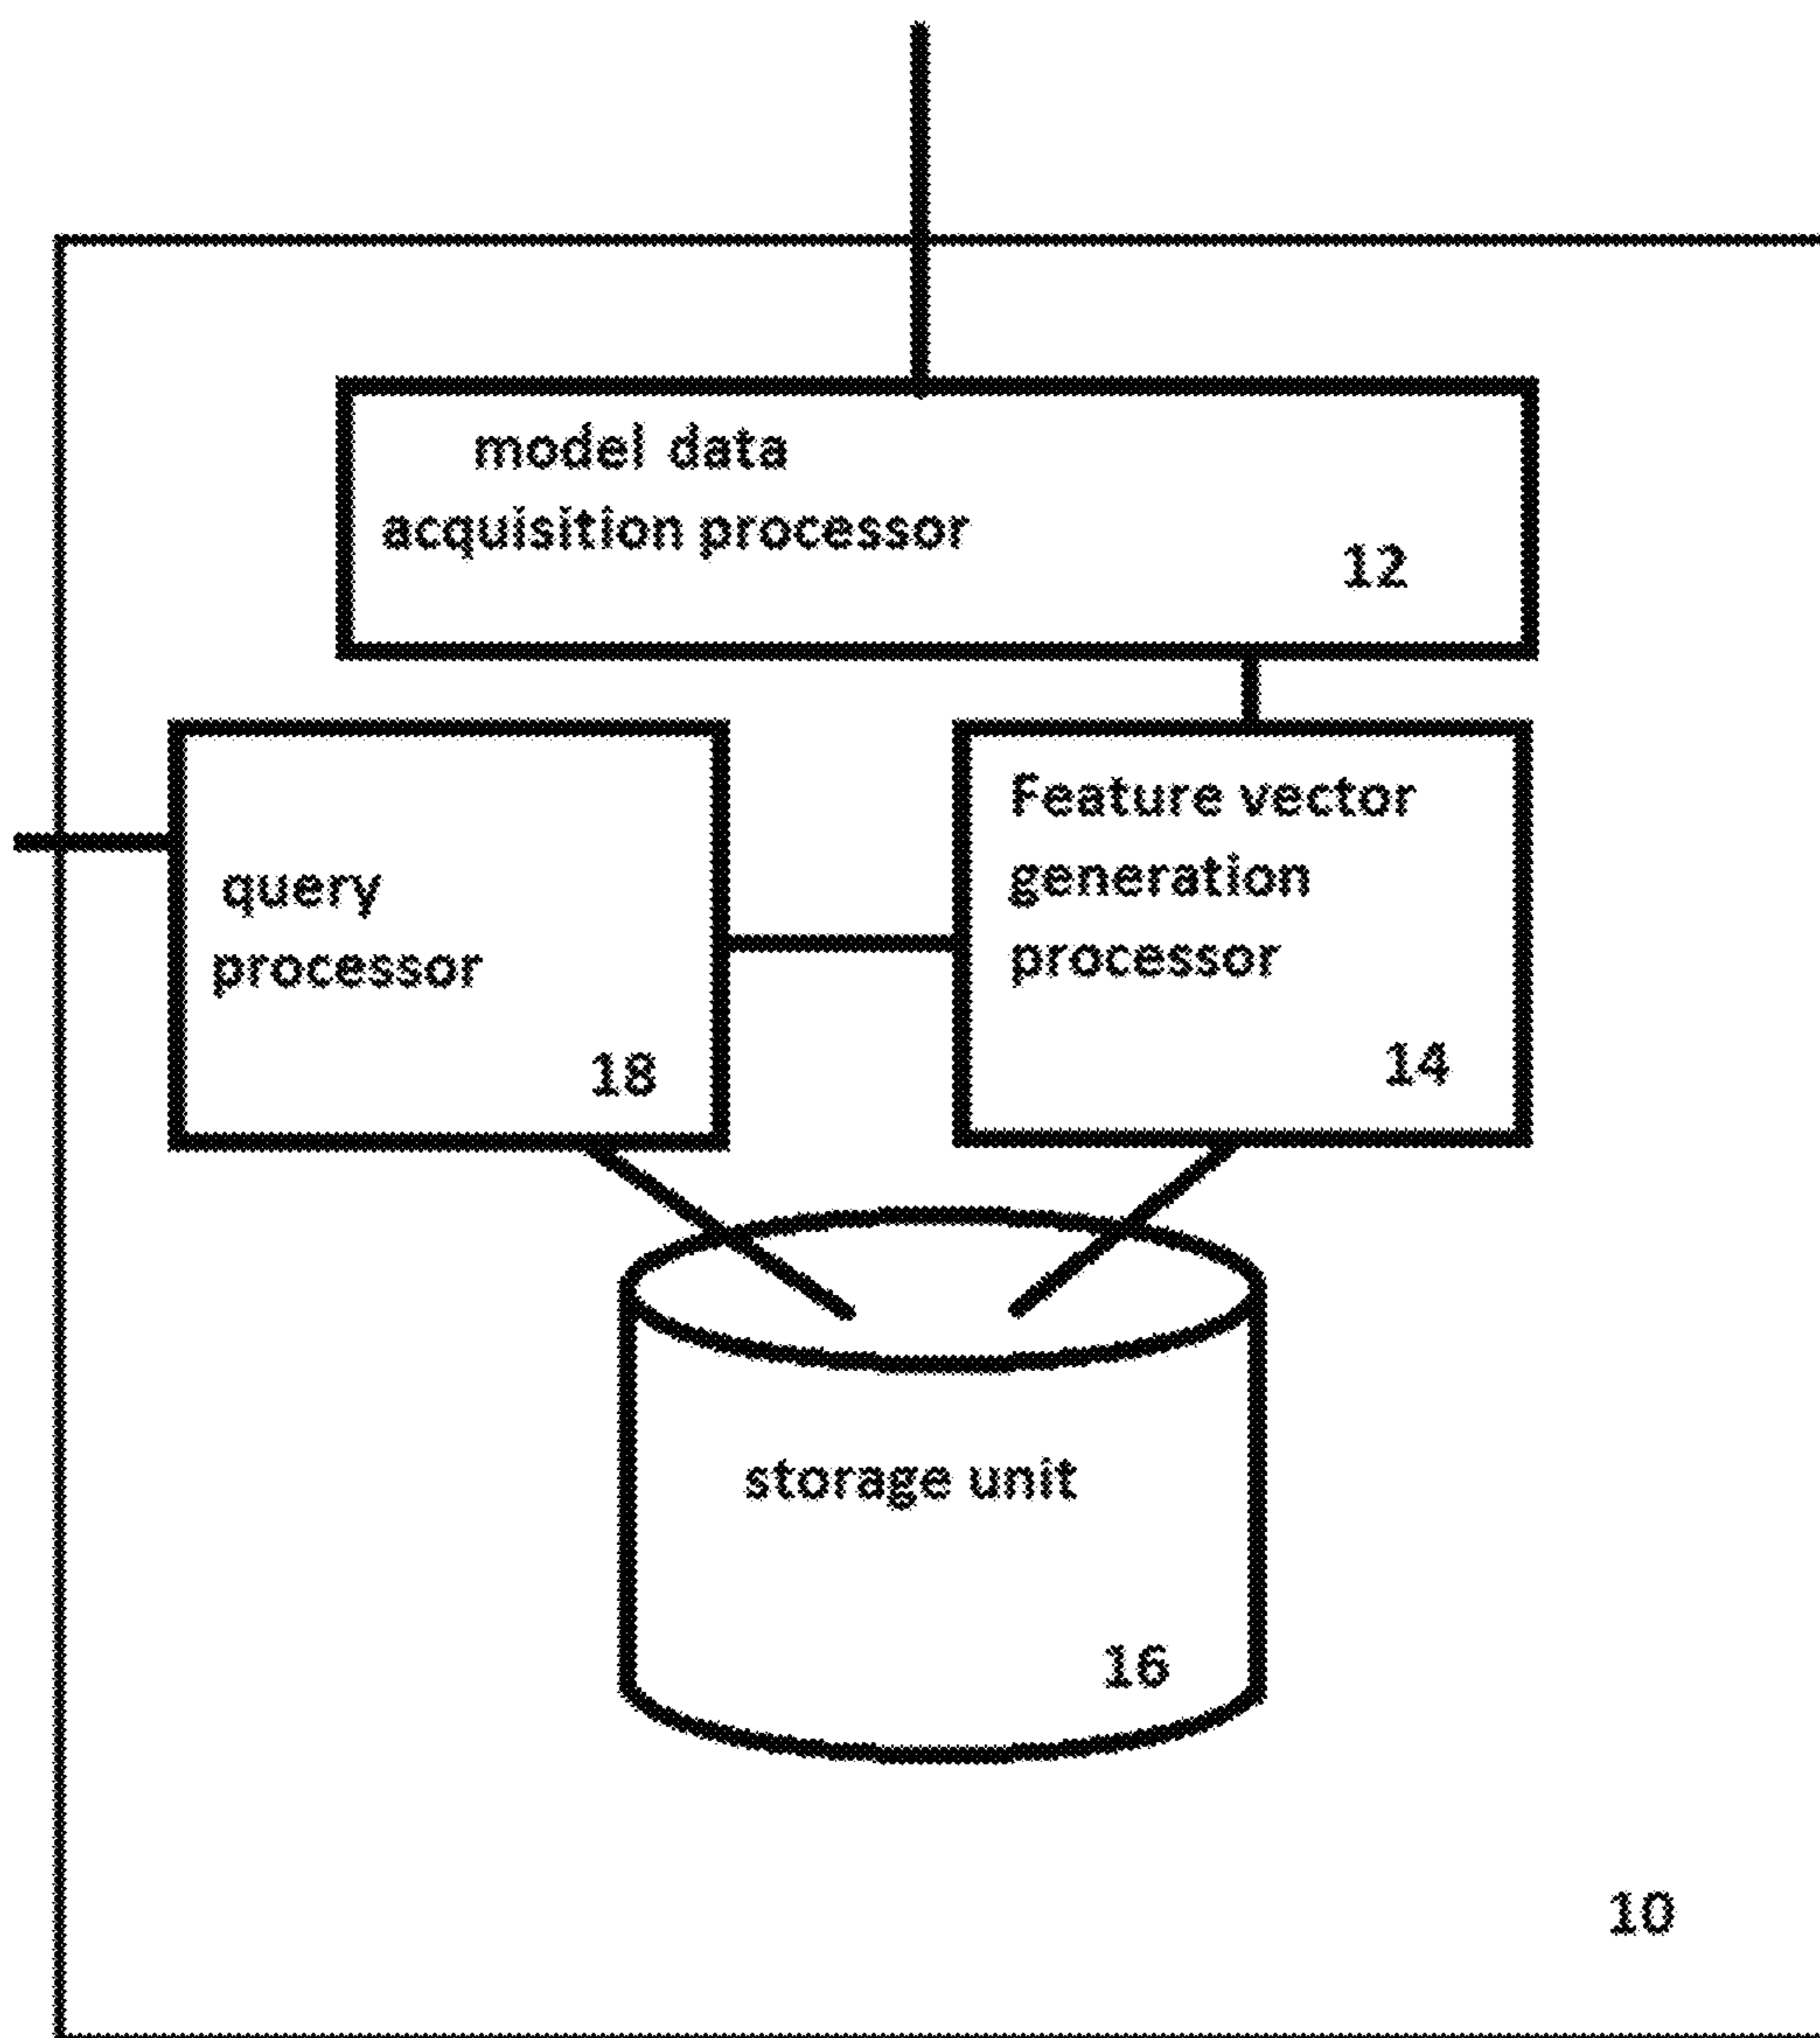 model data
acquisition processor
12
query
processor
18
Feature vector
generation
processor
14
storage unit
16
10